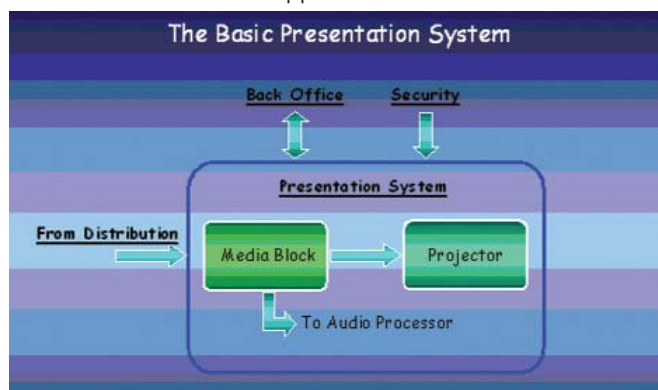 The Basic Presentation System
Back Office Security
Presentation System
From Distribution
Media Block Projector
To Audio Processor